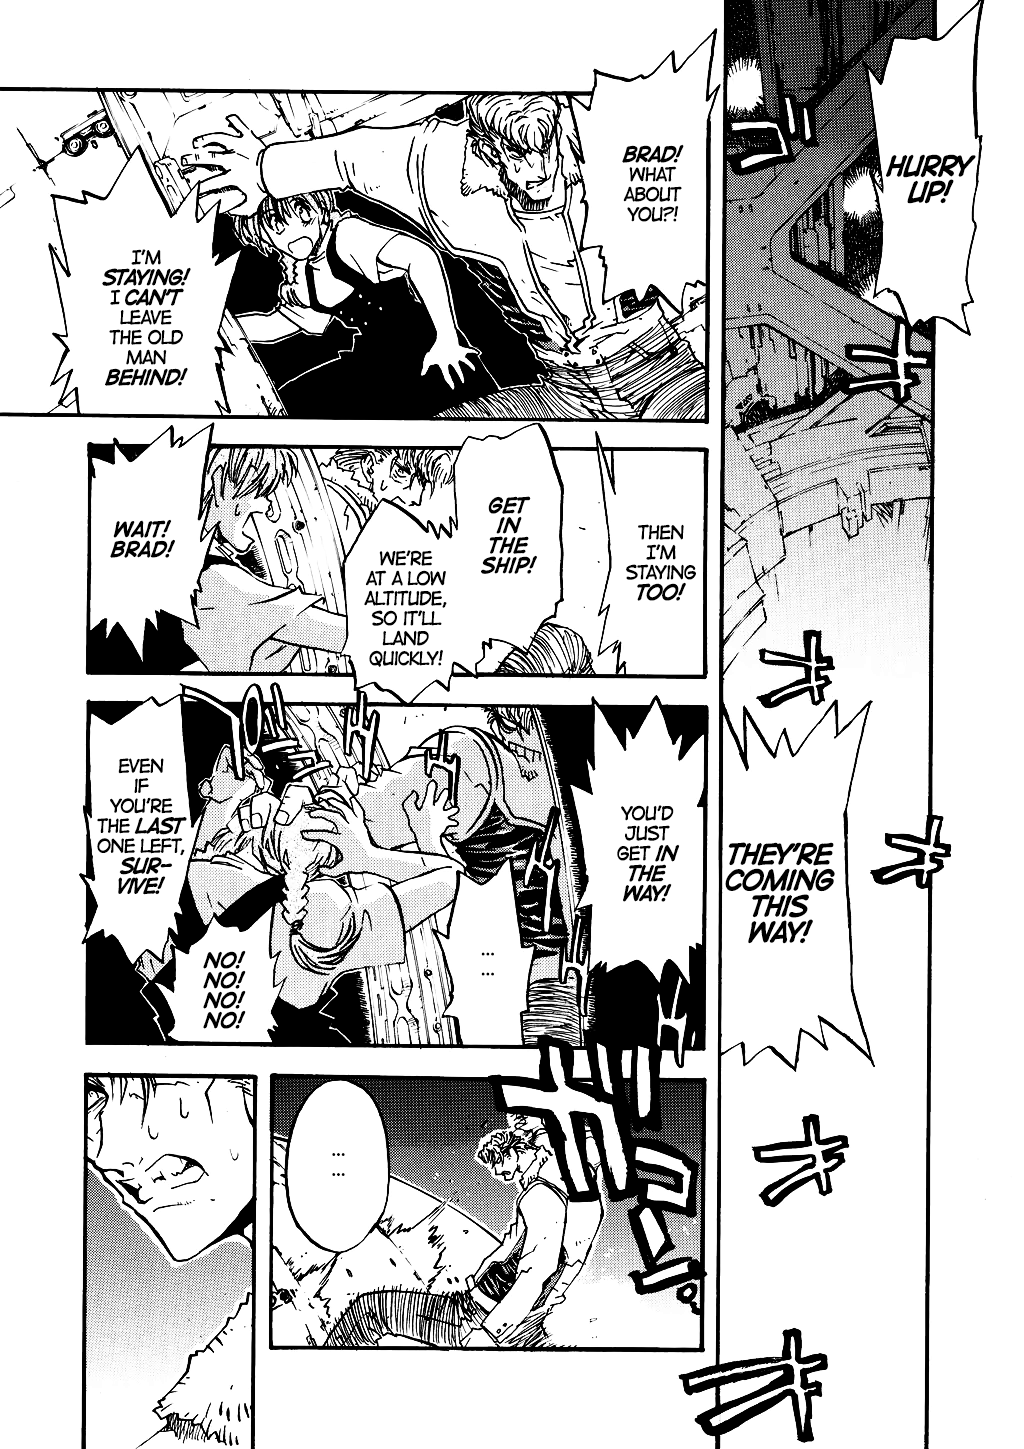 HURRY
UP!
THEY'RE
COMING
THIS
WAY!
BRAD!
WHAT
ABOUT
YOU?!
I'M
STAYING!
I CAN'T
LEAVE
THE OLD
MAN
BEHIND!
THEN
I'M
STAYING
TOO!
GET
IN
THE
SHIP!
WE'RE
AT A LOW
ALTITUDE,
SO IT'LL
LAND
QUICKLY!
WAIT!
BRAD!
YOU'D
JUST
GET IN
THE
WAY!
...
...
EVEN
IF
YOU'RE
THE LAST
ONE LEFT,
SUR-
VIVE!
NO!
NO!
NO!
NO!
...
...